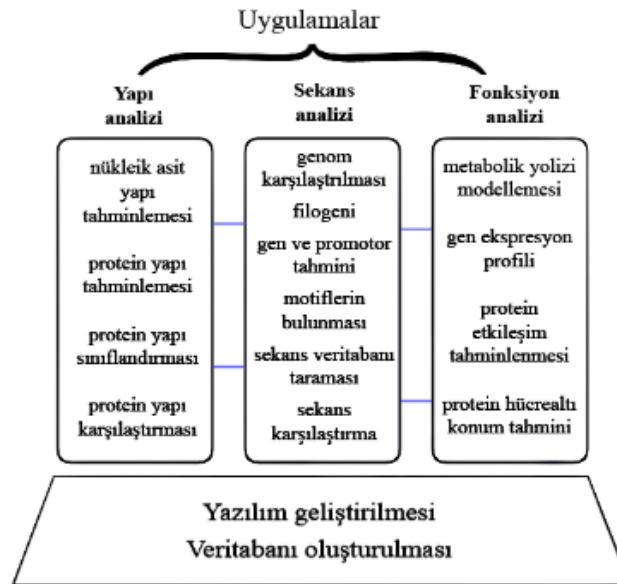 Uygulamalar
Yapı
analizi
nükleik asit
yapı
tahminlemesi
protein yapı
tahminlemesi
protein yapı
sınıflandırması
protein yapı
karşılaştırması
Sekans
analizi
genom
karşılaştrılması
filogeni
gen ve promotor
tahmini
motiflerin
bulunması
sekans veritabanı
taraması
sekans
karşılaştırma
Fonksiyon
analizi
metabolik yolizi
modellemesi
gen ekspresyon
profili
protein
etkileşim
tahminlenmesi
protein hücrealtı
konum tahmini
Yazılım geliştirilmesi
Veritabanı oluşturulması